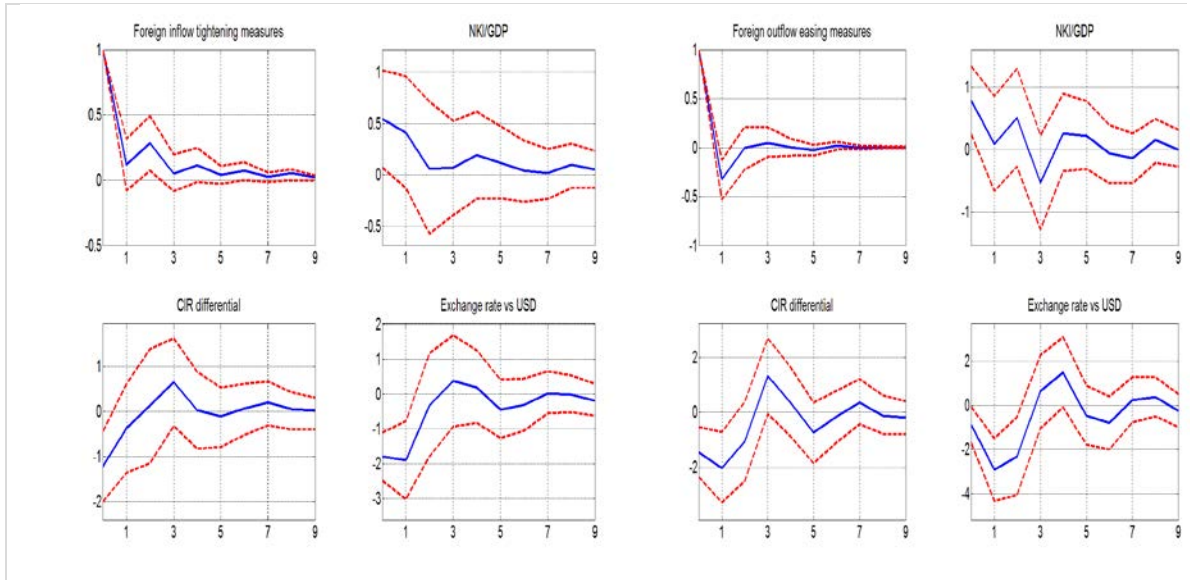 Foreign inflow tightening measures
1
0.5
0
-0.5
1 3 5 7 9
NKI/GDP
1
0.5
0
-0.5
1 3 5 7 9
Foreign outflow easing measures
1
0.5
0
-0.5
-1
1 3 5 7 9
NKI/GDP
1
0
-1
1 3 5 7 9
CIR differential
1
0
-1
-2
1 3 5 7 9
Exchange rate vs USD
2
1
0
-1
-2
-3
1 3 5 7 9
CIR differential
2
0
-2
1 3 5 7 9
Exchange rate vs USD
2
0
-2
-4
1 3 5 7 9